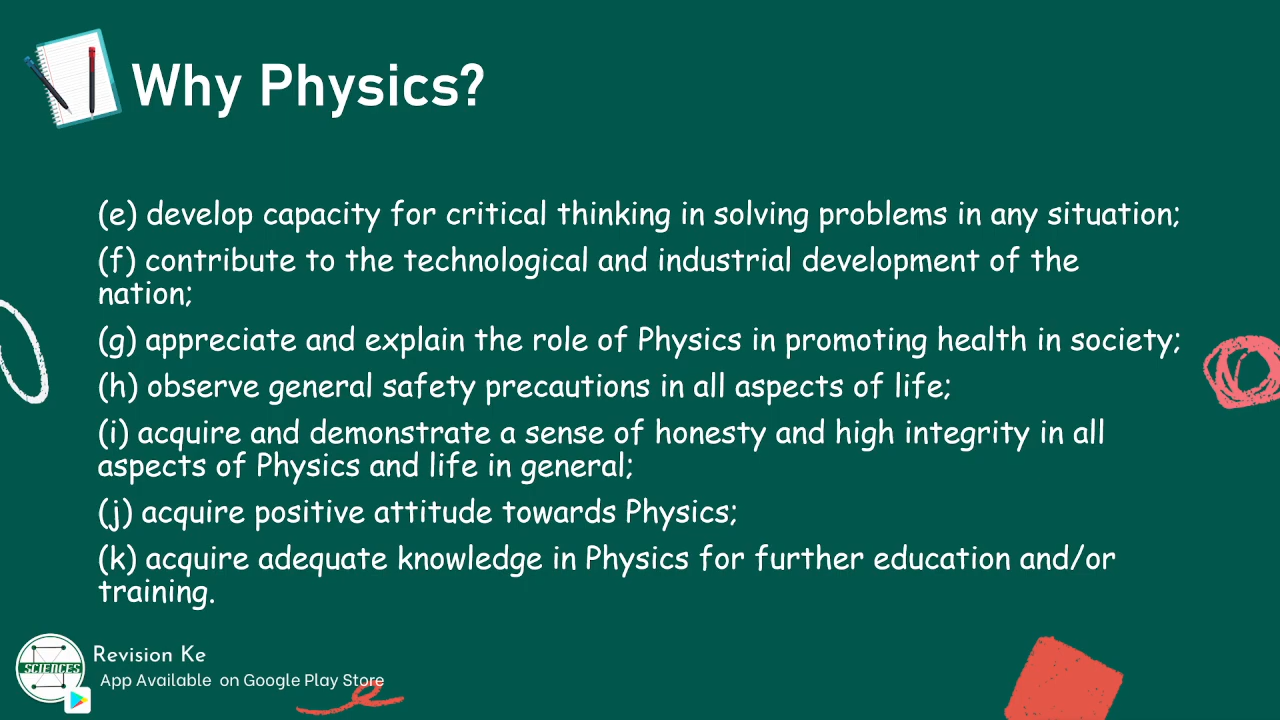 Why Physics?
(e) develop capacity for critical thinking in solving problems in any situation;
(f) contribute to the technological and industrial development of the
nation;
(g) appreciate and explain the role of Physics in promoting health in society;
(h) observe general safety precautions in all aspects of life;
(i) acquire and demonstrate a sense of honesty and high integrity in all
aspects of Physics and life in general;
(j) acquire positive attitude towards Physics;
(k) acquire adequate knowledge in Physics for further education and/or
training.
SCIENCES
Revision Ke
App Available on Google Play Store